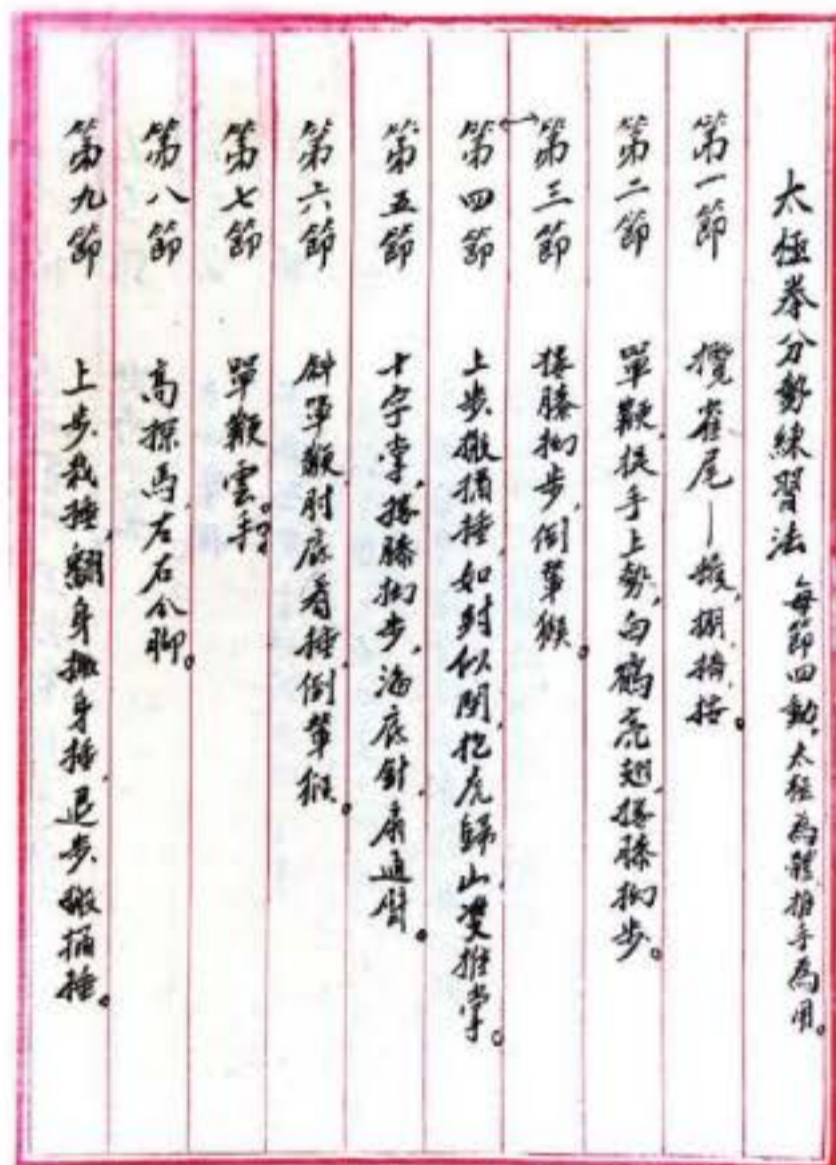 太極拳分勢練習法 每節四動，太極為體推手為用。
第一節 攬雀尾—掤，擠，按。
第二節 單鞭，提手上勢，白鶴亮翅，摟膝拗步。
第三節 摟膝拗步，倒輦猴。
第四節 上步搬攔捶，如封似閉，抱虎歸山，雙推掌。
第五節 十字掌，摟膝拗步，海底針，扇通臂。
第六節 斜單鞭，肘底看捶，倒輦猴。
第七節 單鞭，雲手。
第八節 高探馬，左右分腳。
第九節 上步栽捶，翻身撇身捶，退步搬攔捶。